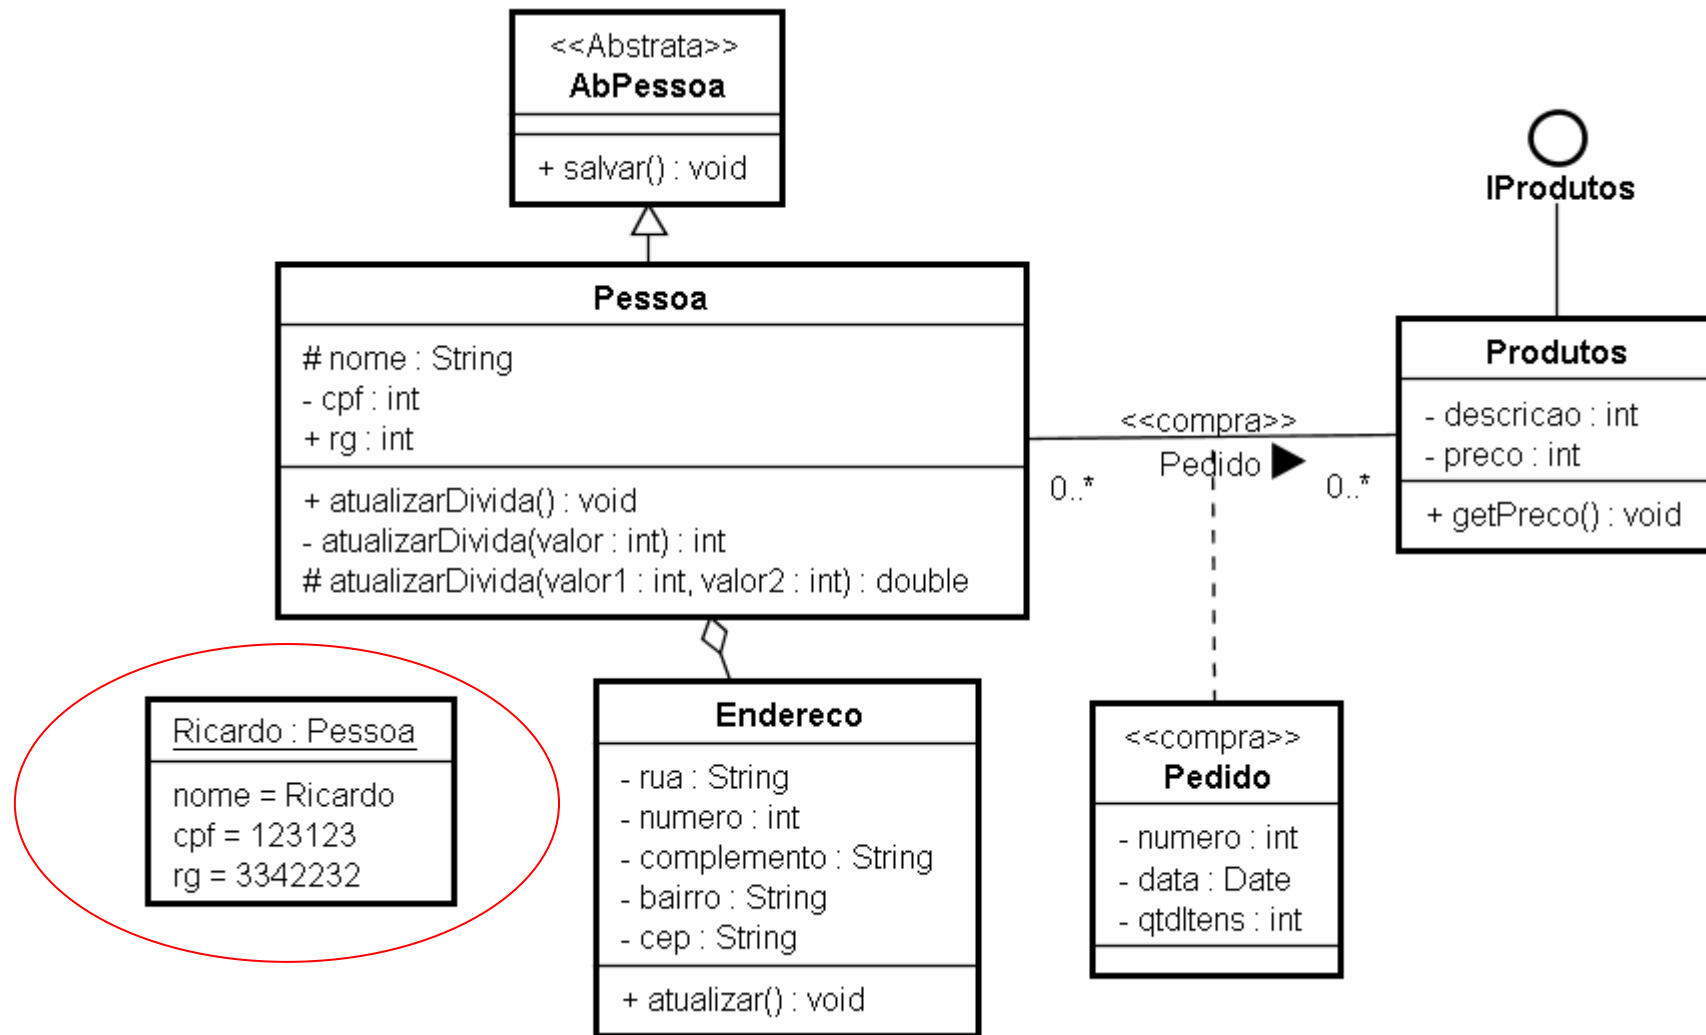 <<Abstrata>>
AbPessoa
+ salvar() : void
IProdutos
Pessoa
# nome : String
- cpf : int
+ rg : int
+ atualizarDivida() : void
- atualizarDivida(valor : int) : int
# atualizarDivida(valor1 : int, valor2 : int) : double
<<compra>>
Pedido
0..*
0..*
Produtos
- descricao : int
- preco : int
+ getPreco() : void
Ricardo : Pessoa
nome = Ricardo
cpf = 123123
rg = 3342232
Endereco
- rua : String
- numero : int
- complemento : String
- bairro : String
- cep : String
+ atualizar() : void
<<compra>>
Pedido
- numero : int
- data : Date
- qtdItens : int